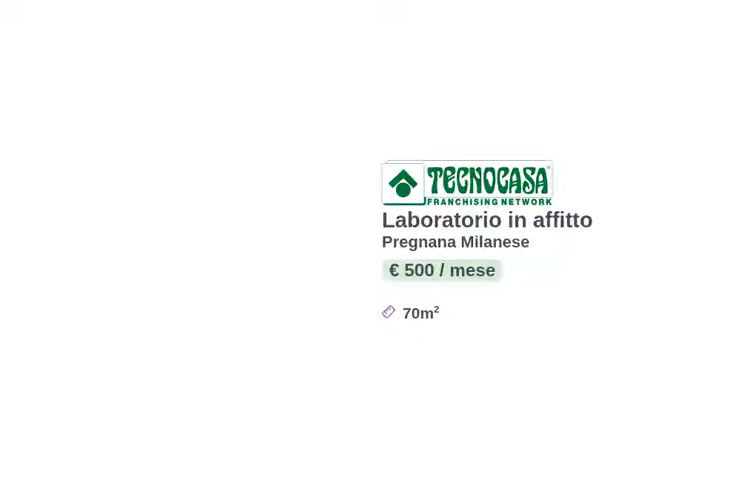 TECNOCASA
FRANCHISING NETWORK
Laboratorio in affitto
Pregnana Milanese
€ 500 / mese
70m²